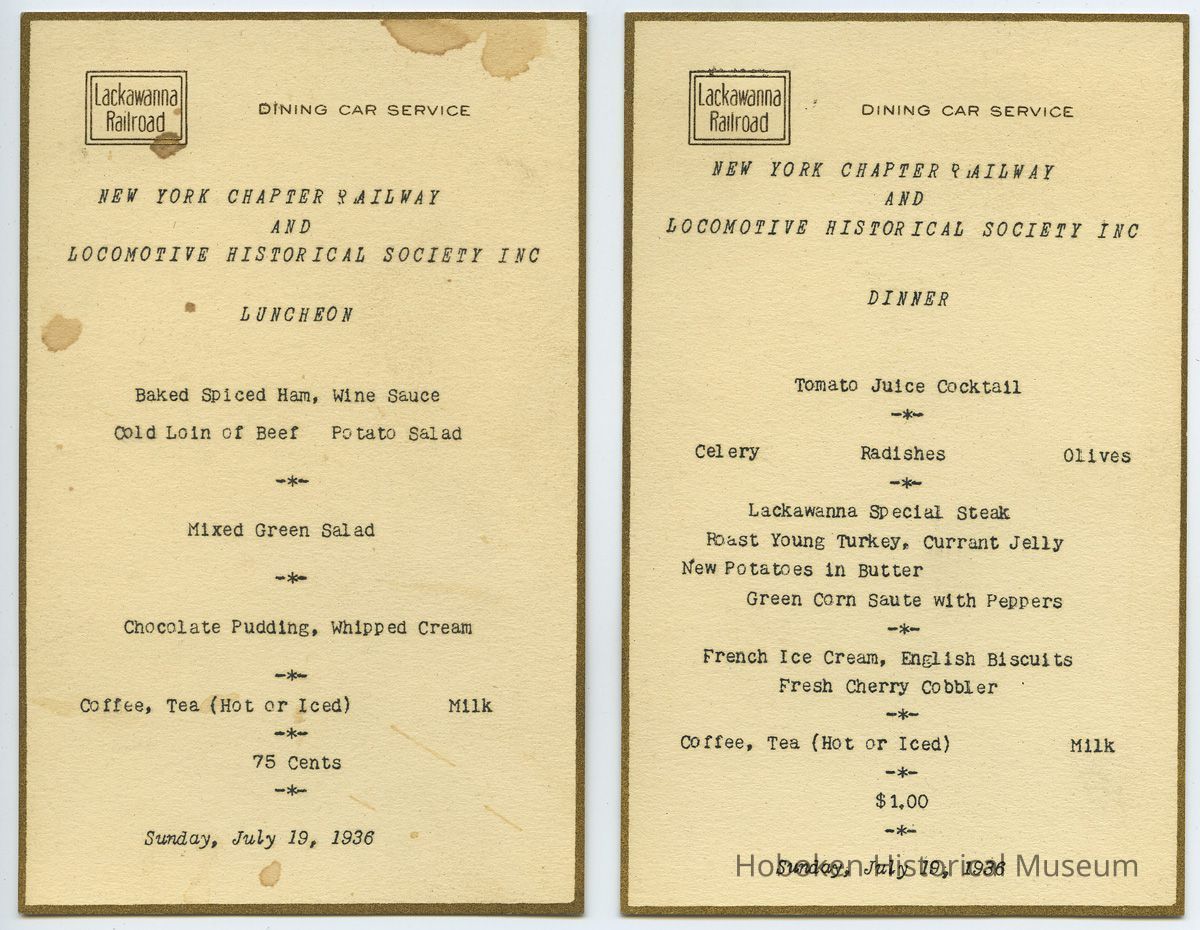 Lackawanna
Railroad
DINING CAR SERVICE
NEW YORK CHAPTER RAILWAY
AND
LOCOMOTIVE HISTORICAL SOCIETY INC
LUNCHEON
Baked Spiced Ham, Wine Sauce
Cold Loin of Beef Potato Salad
-*-
Mixed Green Salad
-*-
Chocolate Pudding, Whipped Cream
-*-
Coffee, Tea (Hot or Iced) Milk
-*-
75 Cents
-*-
Sunday, July 19, 1936
Lackawanna
Railroad
DINING CAR SERVICE
NEW YORK CHAPTER RAILWAY
AND
LOCOMOTIVE HISTORICAL SOCIETY INC
DINNER
Tomato Juice Cocktail
-*-
Celery Radishes Olives
-*-
Lackawanna Special Steak
Roast Young Turkey, Currant Jelly
New Potatoes in Butter
Green Corn Saute with Peppers
-*-
French Ice Cream, English Biscuits
Fresh Cherry Cobbler
-*-
Coffee, Tea (Hot or Iced) Milk
-*-
$1.00
-*-
Sunday, July 19, 1936
Hoboken Historical Museum